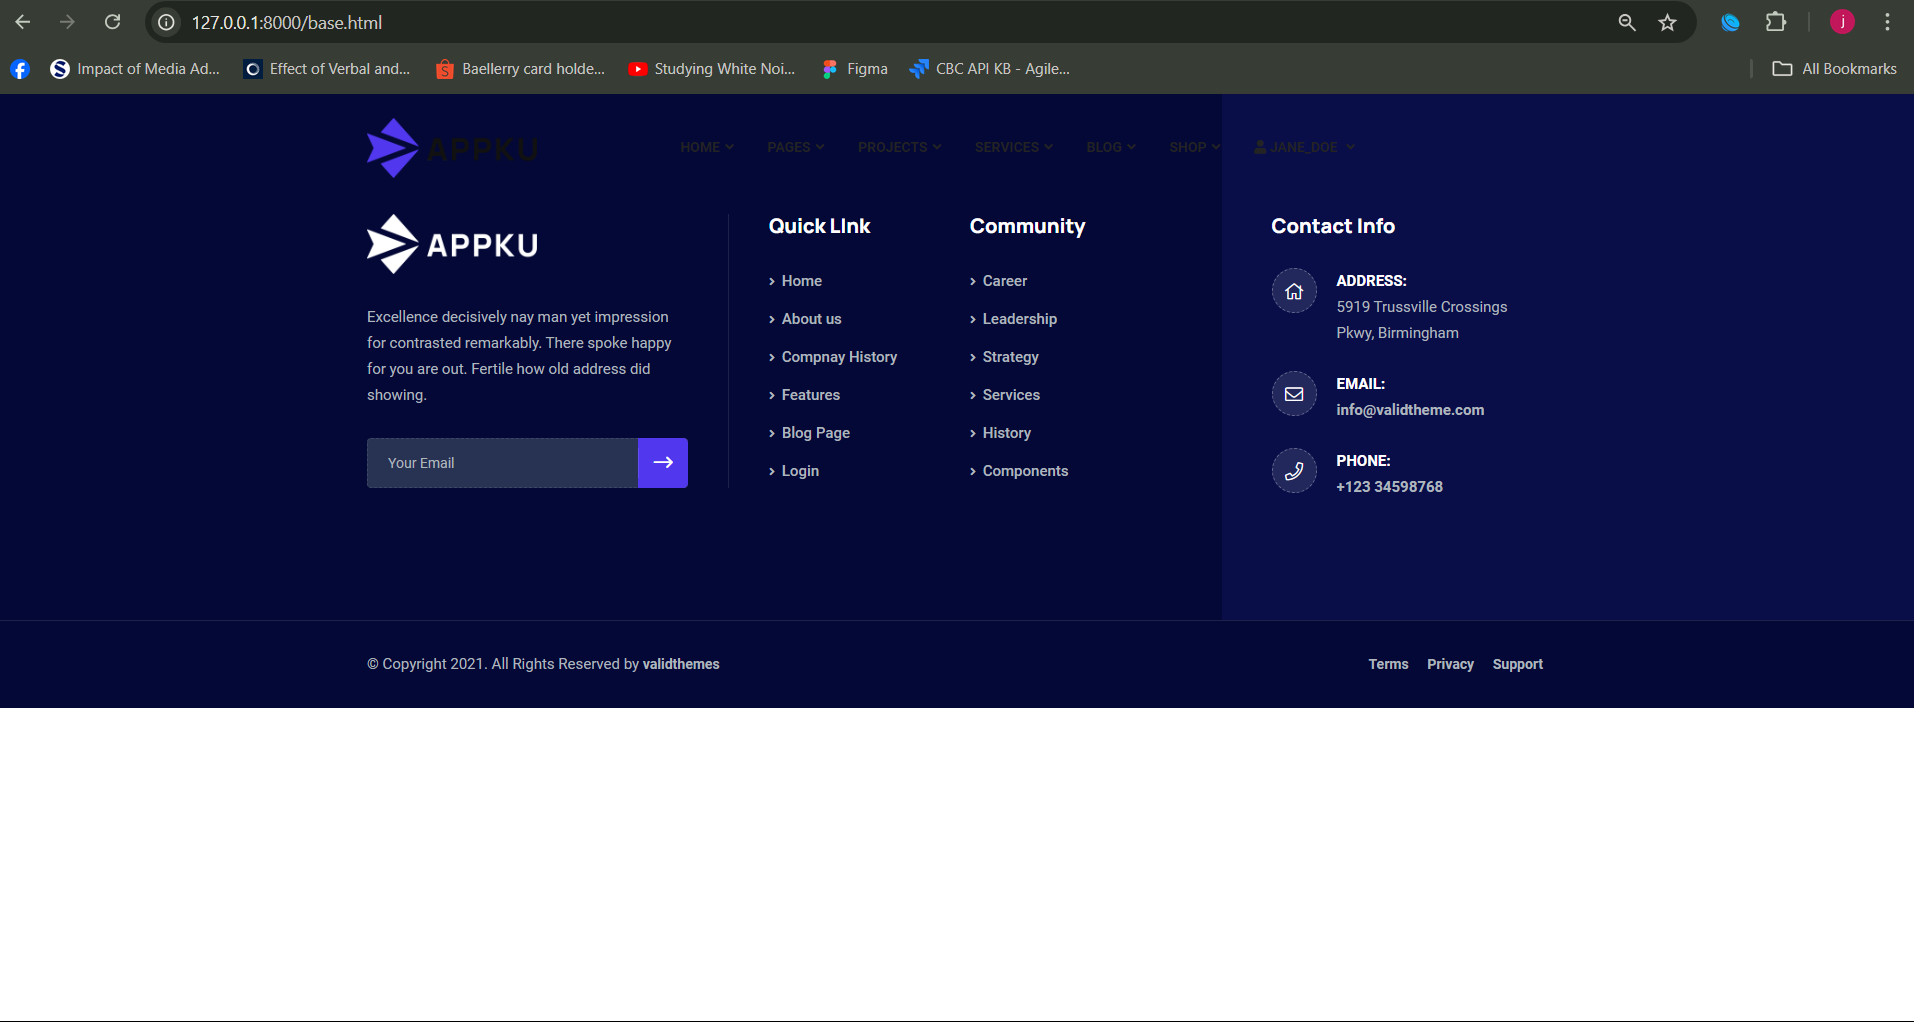 127.0.0.1:8000/base.html
j
Impact of Media Ad...
Effect of Verbal and...
Baellerry card holde...
Studying White Noi...
Figma
CBC API KB - Agile...
All Bookmarks
APPKU
HOME
PAGES
PROJECTS
SERVICES
BLOG
SHOP
JANE_DOE
APPKU
Excellence decisively nay man yet impression
for contrasted remarkably. There spoke happy
for you are out. Fertile how old address did
showing.
Your Email
Quick LInk
Home
About us
Compnay History
Features
Blog Page
Login
Community
Career
Leadership
Strategy
Services
History
Components
Contact Info
ADDRESS:
5919 Trussville Crossings
Pkwy, Birmingham
EMAIL:
info@validtheme.com
PHONE:
+123 34598768
© Copyright 2021. All Rights Reserved by validthemes
Terms Privacy Support